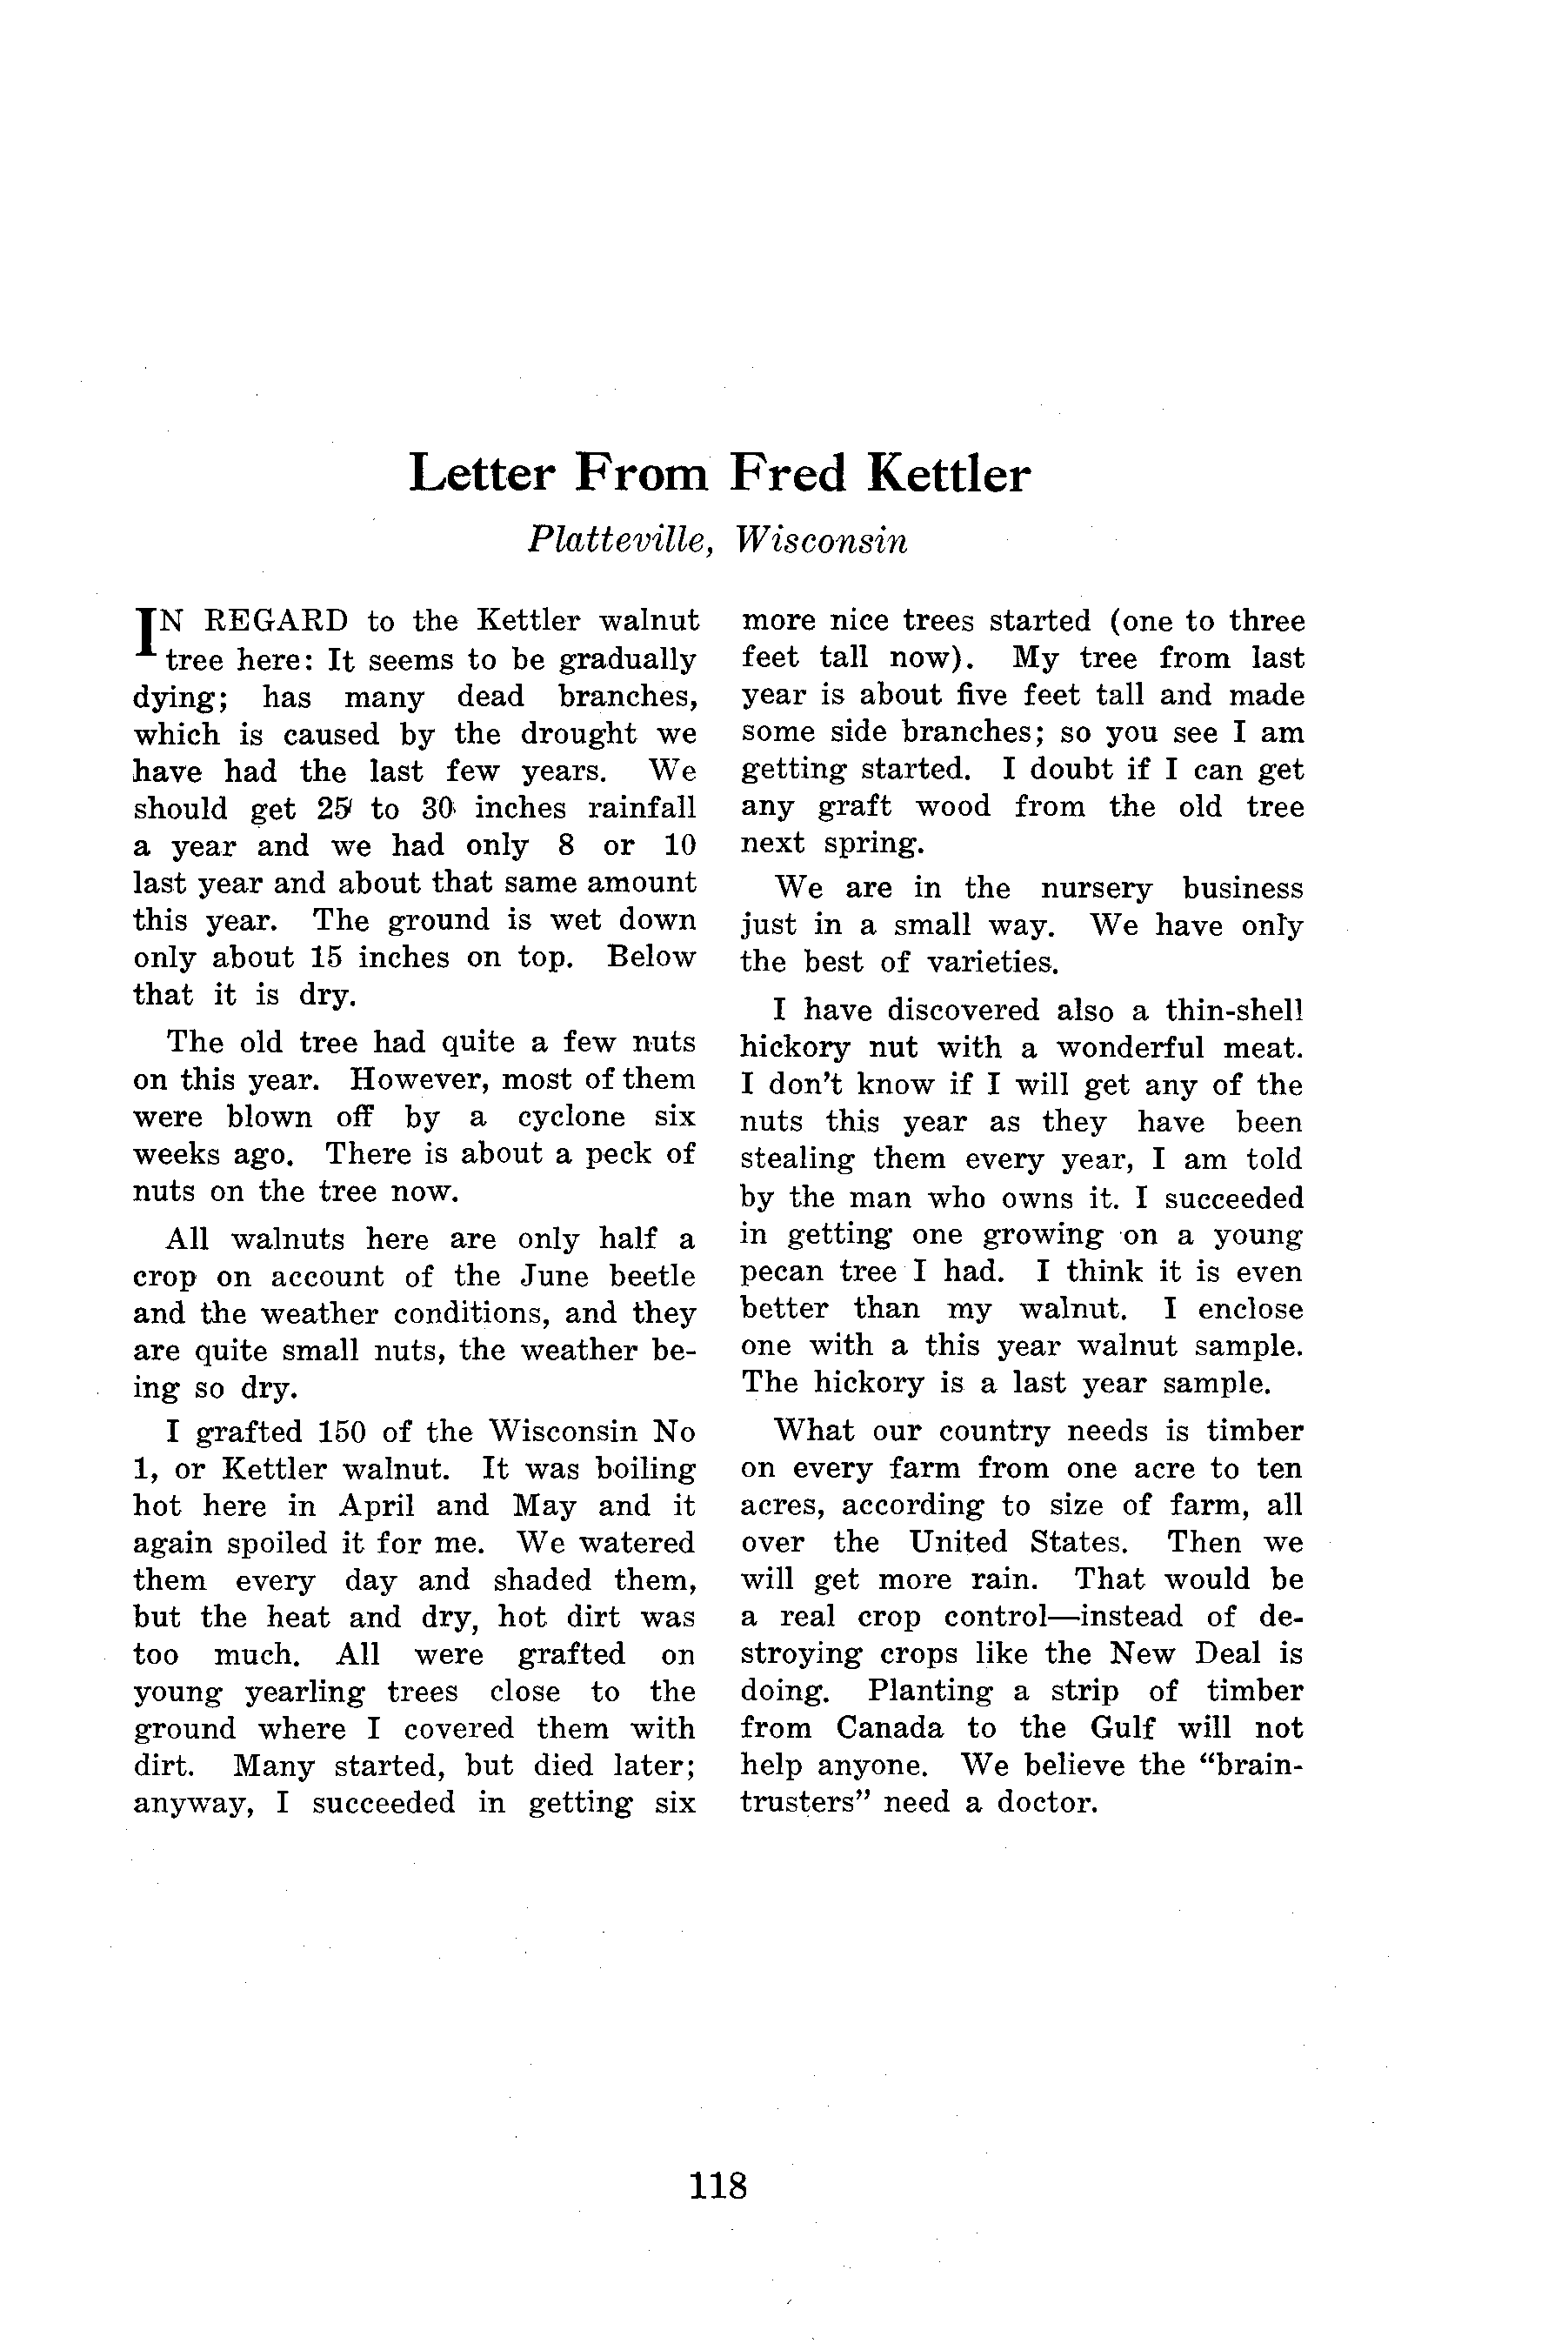 Letter From Fred Kettler
Platteville, Wisconsin
IN REGARD to the Kettler walnut
tree here: It seems to be gradually
dying; has many dead branches,
which is caused by the drought we
have had the last few years. We
should get 25 to 30 inches rainfall
a year and we had only 8 or 10
last year and about that same amount
this year. The ground is wet down
only about 15 inches on top. Below
that it is dry.
The old tree had quite a few nuts
on this year. However, most of them
were blown off by a cyclone six
weeks ago. There is about a peck of
nuts on the tree now.
All walnuts here are only half a
crop on account of the June beetle
and the weather conditions, and they
are quite small nuts, the weather be-
ing so dry.
I grafted 150 of the Wisconsin No
1, or Kettler walnut. It was boiling
hot here in April and May and it
again spoiled it for me. We watered
them every day and shaded them,
but the heat and dry, hot dirt was
too much. All were grafted on
young yearling trees close to the
ground where I covered them with
dirt. Many started, but died later;
anyway, I succeeded in getting six
more nice trees started (one to three
feet tall now). My tree from last
year is about five feet tall and made
some side branches; so you see I am
getting started. I doubt if I can get
any graft wood from the old tree
next spring.
We are in the nursery business
just in a small way. We have only
the best of varieties.
I have discovered also a thin-shell
hickory nut with a wonderful meat.
I don't know if I will get any of the
nuts this year as they have been
stealing them every year, I am told
by the man who owns it. I succeeded
in getting one growing on a young
pecan tree I had. I think it is even
better than my walnut. I enclose
one with a this year walnut sample.
The hickory is a last year sample.
What our country needs is timber
on every farm from one acre to ten
acres, according to size of farm, all
over the United States. Then we
will get more rain. That would be
a real crop control—instead of de-
stroying crops like the New Deal is
doing. Planting a strip of timber
from Canada to the Gulf will not
help anyone. We believe the "brain-
trusters" need a doctor.
118